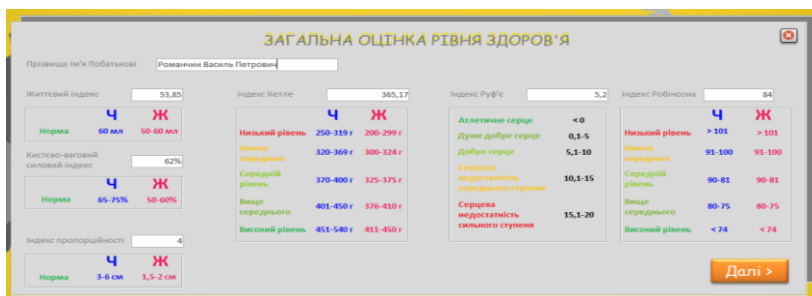 ЗАГАЛЬНА ОЦІНКА РІВНЯ ЗДОРОВ'Я
Прізвище Ім'я Побатькові Романчин Василь Петрович
Життєвий індекс 53,85
Ч Ж
Норма 60 мл 50-60 мл
Кистєво-ваговий
силовий індекс 62%
Ч Ж
Норма 65-75% 50-60%
Індекс пропорційності 4
Ч Ж
Норма 3-6 см 1,5-2 см
Індекс Кетле 365,17
Ч Ж
Низький рівень 250-319 г 200-299 г
Нижче
середнього 320-369 г 300-324 г
Середній
рівень 370-400 г 325-375 г
Вище
середнього 401-450 г 376-410 г
Високий рівень 451-540 г 411-450 г
Індекс Руф'є 5,2
Атлетичне серце < 0
Дуже добре серце 0,1-5
Добре серце 5,1-10
Серцева
недостатність
середнього ступеня 10,1-15
Серцева
недостатність
сильного ступеня 15,1-20
Індекс Робінсона 84
Ч Ж
Низький рівень > 101 > 101
Нижче
середнього 91-100 91-100
Середній
рівень 90-81 90-81
Вище
середнього 80-75 80-75
Високий рівень < 74 < 74
Далі >